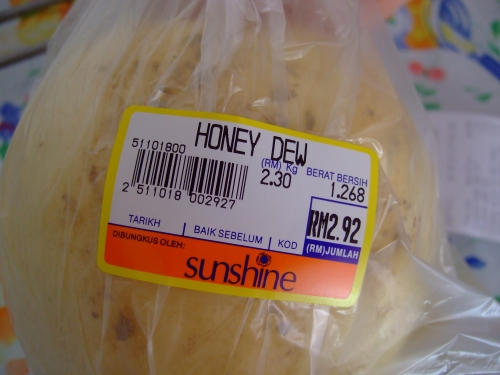 HONEY DEW
51101800
(RM) Kg BERAT BERSIH
2.30 1.268
2 511018 002927
RM2.92
TARIKH BAIK SEBELUM KOD (RM)JUMLAH
DIBUNGKUS OLEH:
sunshine